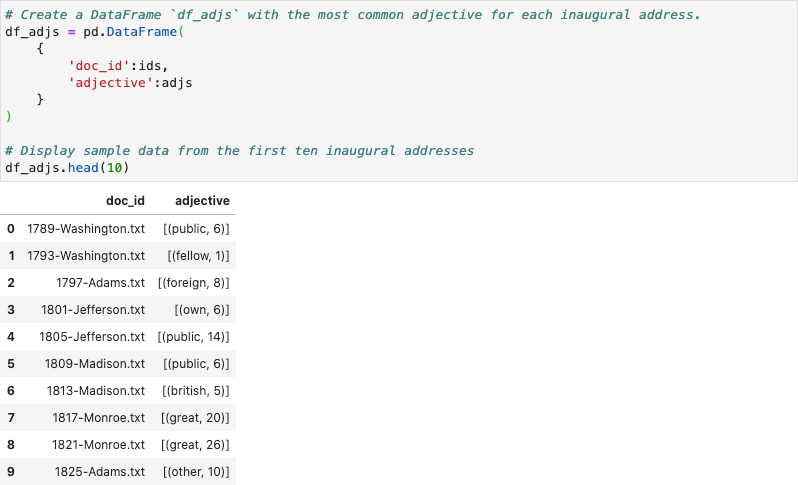 # Create a DataFrame `df_adjs` with the most common adjective for each inaugural address.
df_adjs = pd.DataFrame(
    {
        'doc_id':ids,
        'adjective':adjs
    }
)

# Display sample data from the first ten inaugural addresses
df_adjs.head(10)
doc_id adjective
0 1789-Washington.txt [(public, 6)]
1 1793-Washington.txt [(fellow, 1)]
2 1797-Adams.txt [(foreign, 8)]
3 1801-Jefferson.txt [(own, 6)]
4 1805-Jefferson.txt [(public, 14)]
5 1809-Madison.txt [(public, 6)]
6 1813-Madison.txt [(british, 5)]
7 1817-Monroe.txt [(great, 20)]
8 1821-Monroe.txt [(great, 26)]
9 1825-Adams.txt [(other, 10)]